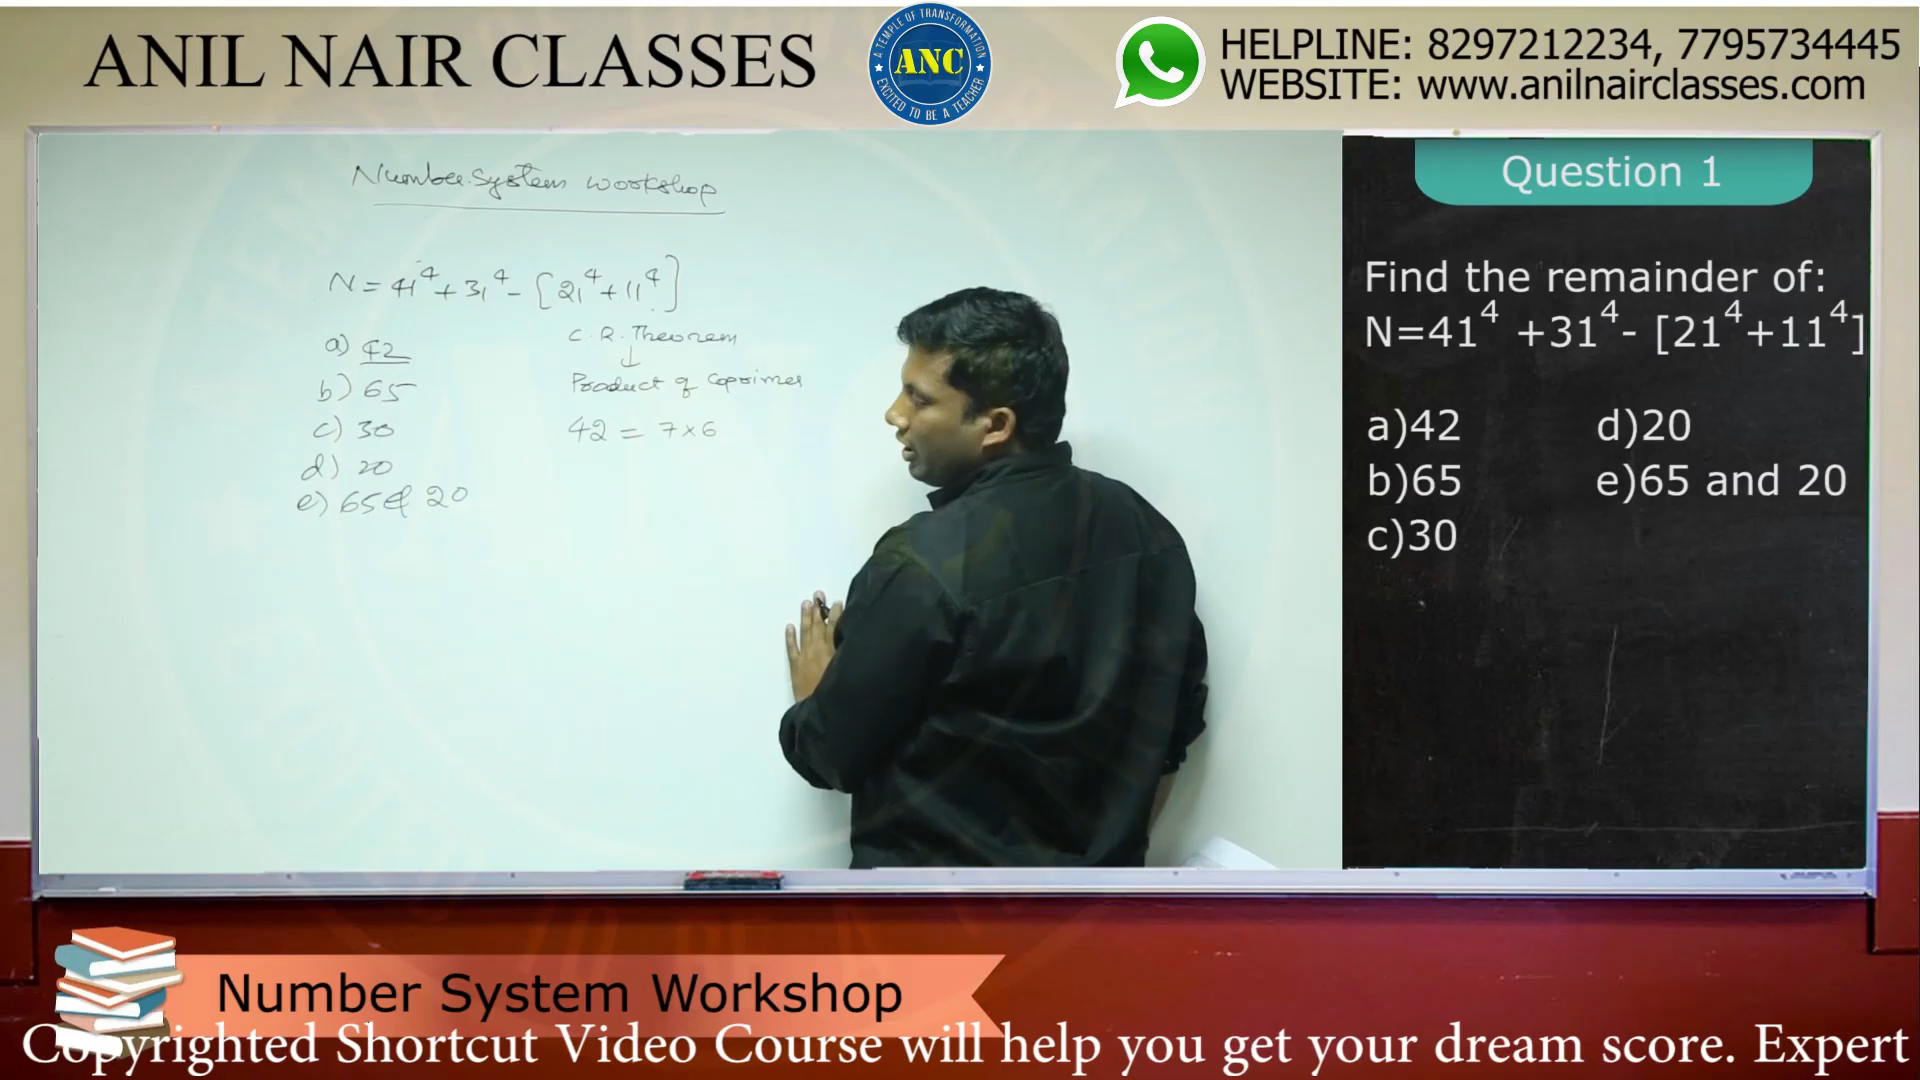 ANIL NAIR CLASSES
A TEMPLE OF TRANSFORMATION
ANC
EXCITED TO BE A TEACHER
HELPLINE: 8297212234, 7795734445
WEBSITE: www.anilnairclasses.com
Number System Workshop
N = 41⁴ + 31⁴ - [21⁴ + 11⁴]
a) 42
b) 65
c) 30
d) 20
e) 65 & 20
C.R. Theorem
↓
Product of Coprimes
42 = 7 × 6
Question 1
Find the remainder of:
N=41⁴ +31⁴- [21⁴+11⁴]
a)42 d)20
b)65 e)65 and 20
c)30
Number System Workshop
Copyrighted Shortcut Video Course will help you get your dream score. Expert